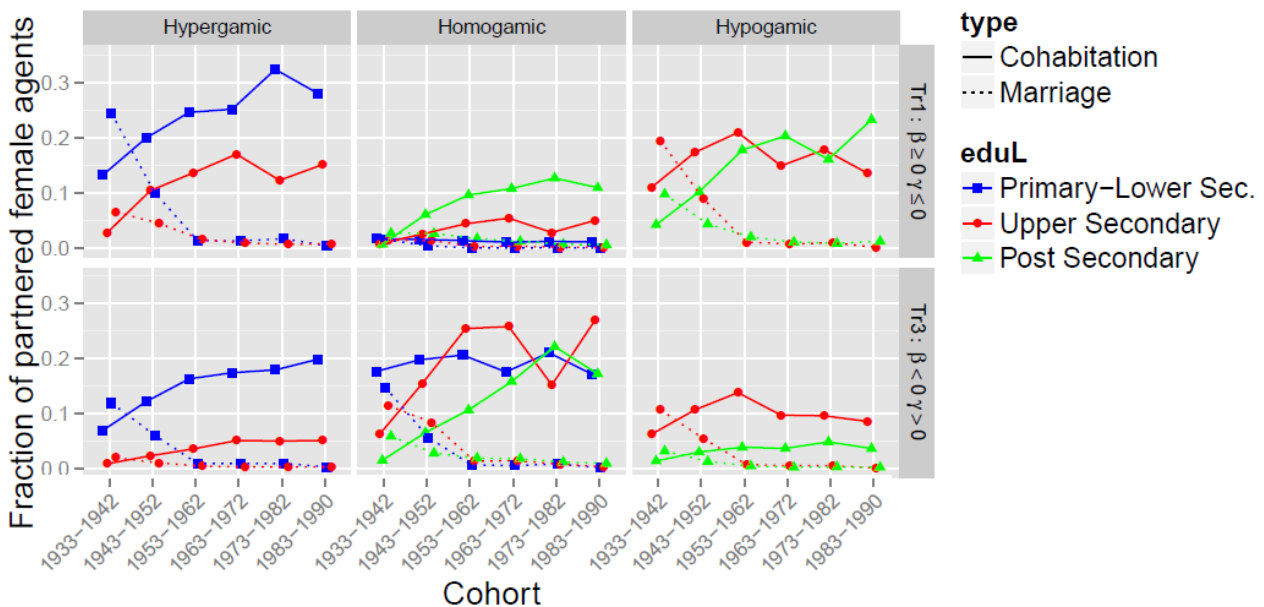 Hypergamic
Homogamic
Hypogamic
type
Cohabitation
Marriage
eduL
Primary−Lower Sec.
Upper Secondary
Post Secondary
Fraction of partnered female agents
0.3
0.2
0.1
0.0
Tr1 : β ≥ 0 γ ≤ 0
0.3
0.2
0.1
0.0
Tr3 : β < 0 γ > 0
1933−1942
1943−1952
1953−1962
1963−1972
1973−1982
1983−1990
1933−1942
1943−1952
1953−1962
1963−1972
1973−1982
1983−1990
1933−1942
1943−1952
1953−1962
1963−1972
1973−1982
1983−1990
Cohort